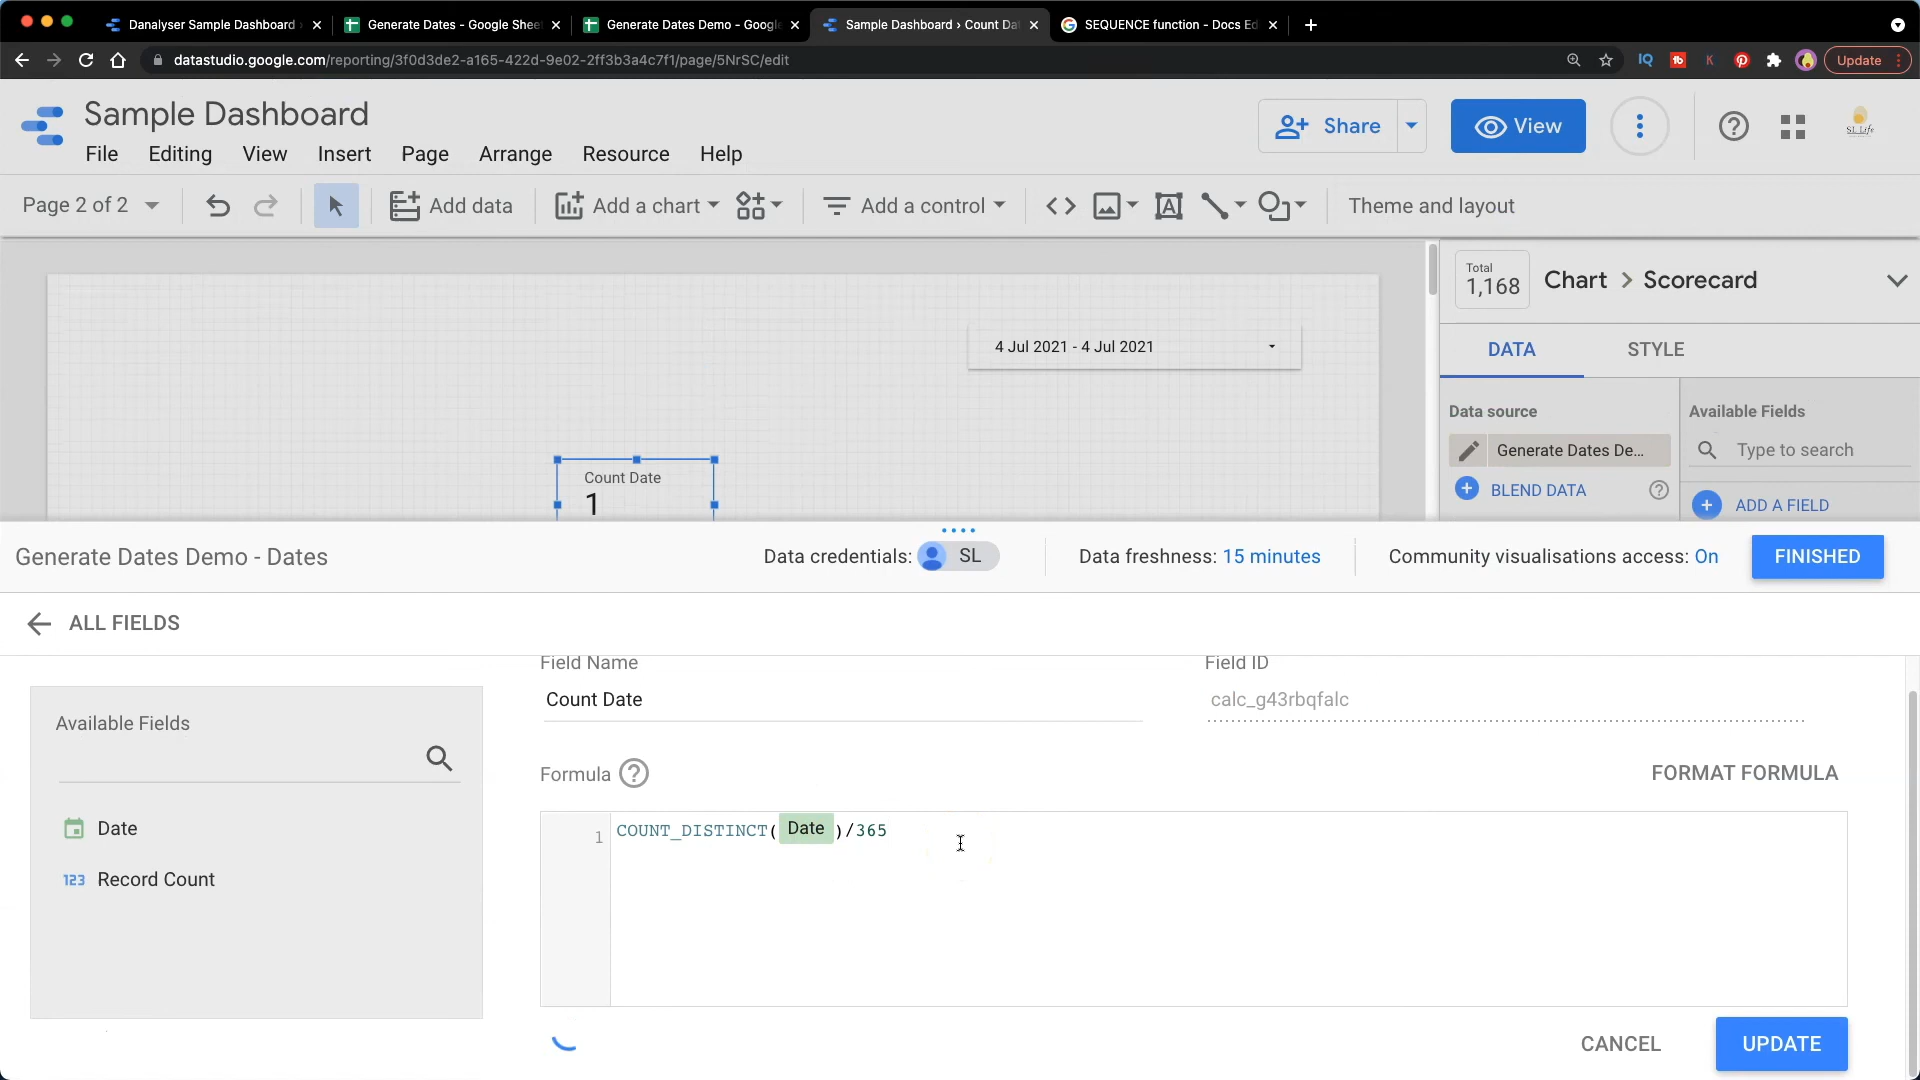 Danalyser Sample Dashboard
Generate Dates - Google Shee
Generate Dates Demo - Google
Sample Dashboard › Count Dat
SEQUENCE function - Docs Ed
datastudio.google.com/reporting/3f0d3de2-a165-422d-9e02-2ff3b3a4c7f1/page/5NrSC/edit
IQ
K
Update
Sample Dashboard
Share
View
SL Life
File Editing View Insert Page Arrange Resource Help
Page 2 of 2
Add data
Add a chart
Add a control
Theme and layout
Total
1,168
Chart > Scorecard
4 Jul 2021 - 4 Jul 2021
DATA
STYLE
Data source
Available Fields
Generate Dates De...
Type to search
BLEND DATA
ADD A FIELD
Count Date
1
Generate Dates Demo - Dates
Data credentials: SL
Data freshness: 15 minutes
Community visualisations access: On
FINISHED
ALL FIELDS
Field Name
Field ID
Count Date
calc_g43rbqfalc
Available Fields
Formula
FORMAT FORMULA
Date
Record Count
123
1
COUNT_DISTINCT( Date )/365
CANCEL
UPDATE